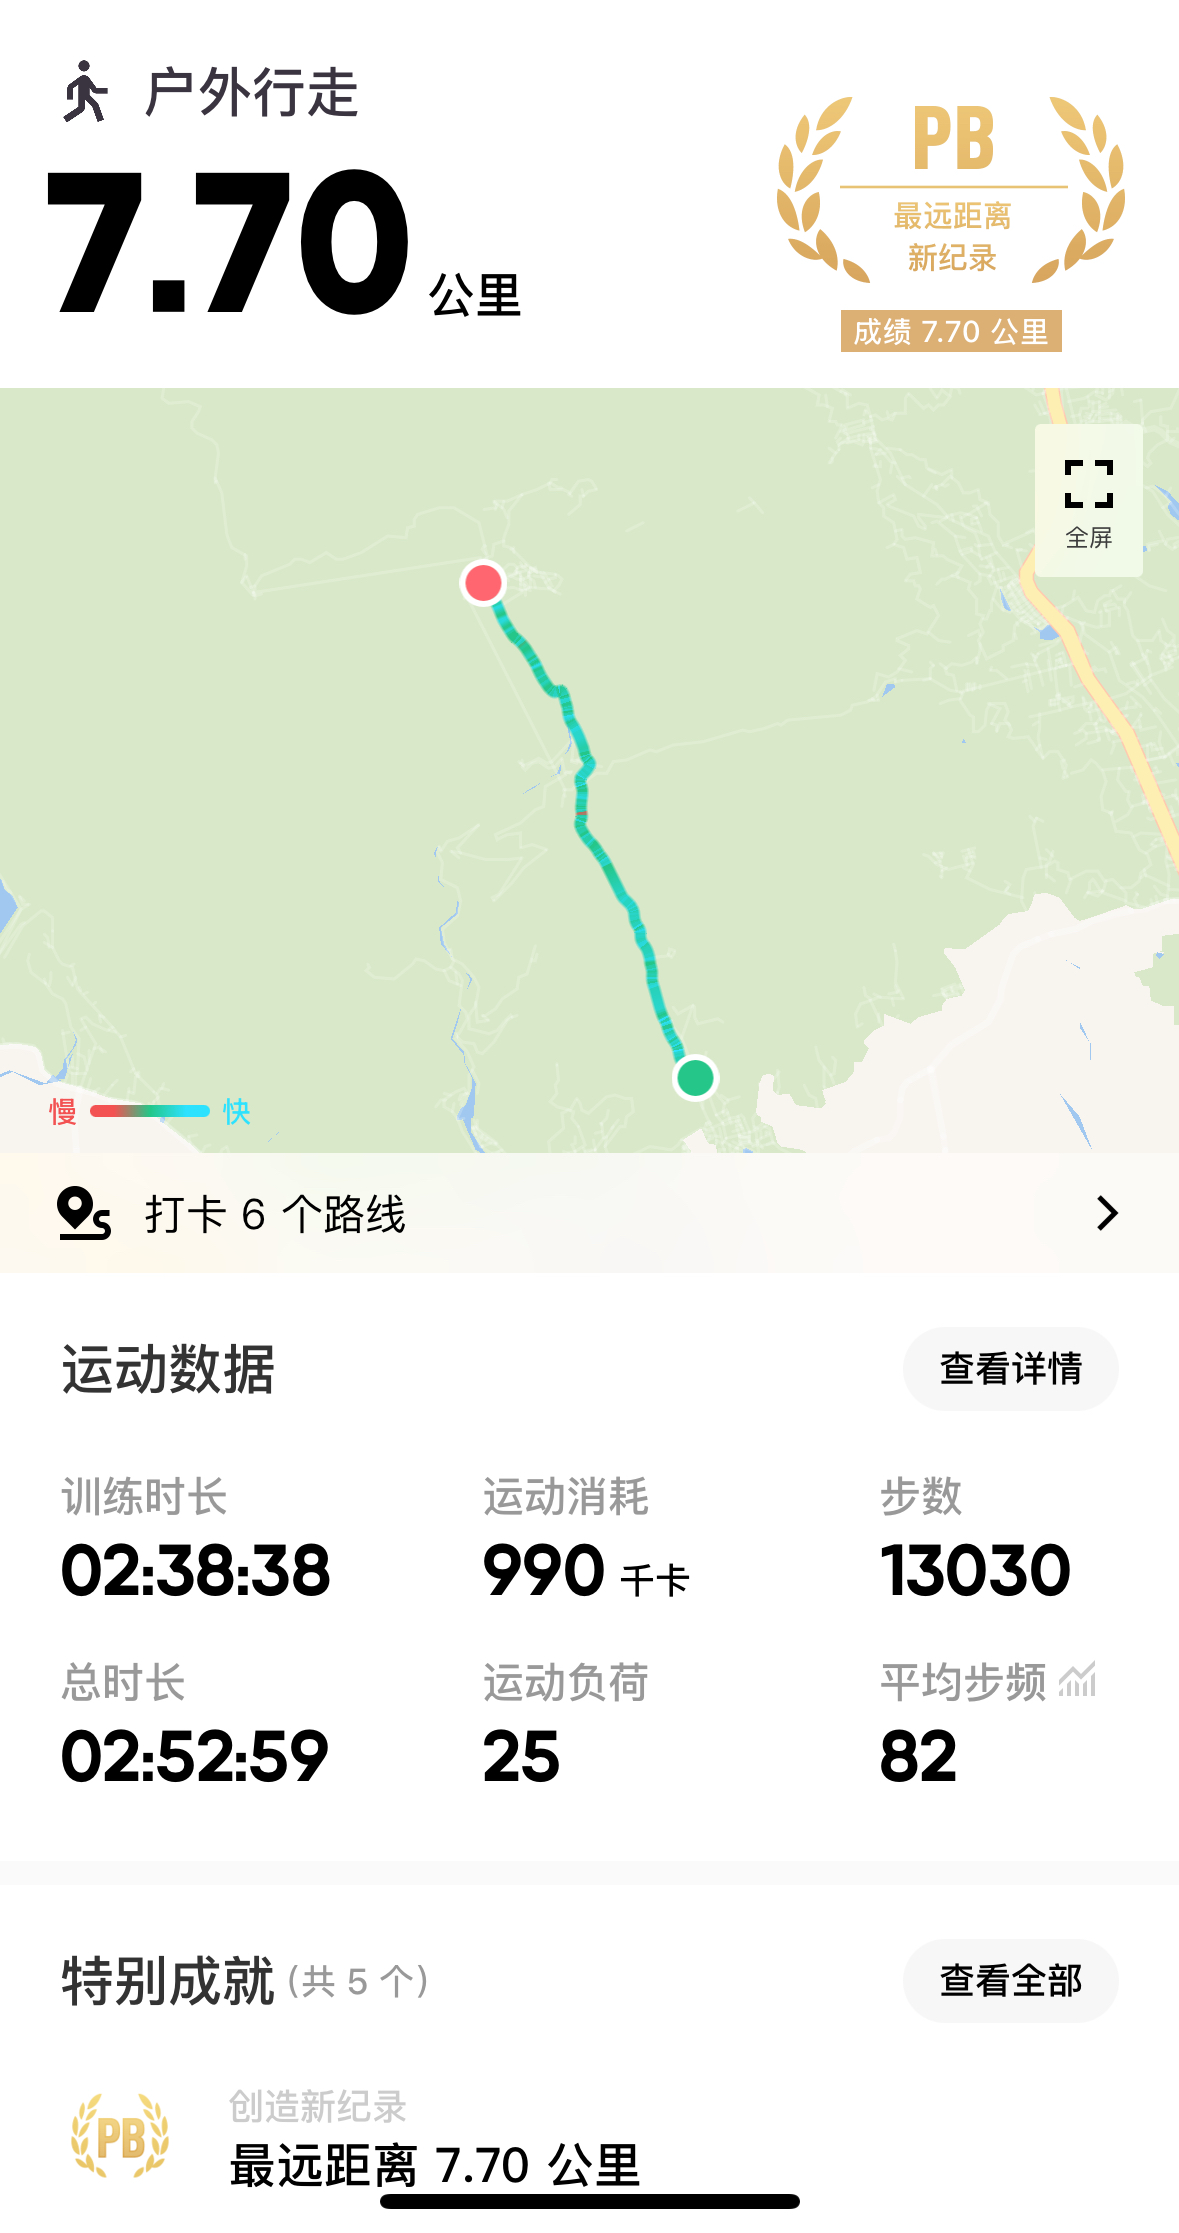 户外行走
7.70 公里
PB
最远距离
新纪录
成绩 7.70 公里
全屏
慢 快
打卡 6 个路线
运动数据
查看详情
训练时长 运动消耗 步数
02:38:38 990 千卡 13030
总时长 运动负荷 平均步频
02:52:59 25 82
特别成就 (共 5 个)
查看全部
PB
创造新纪录
最远距离 7.70 公里